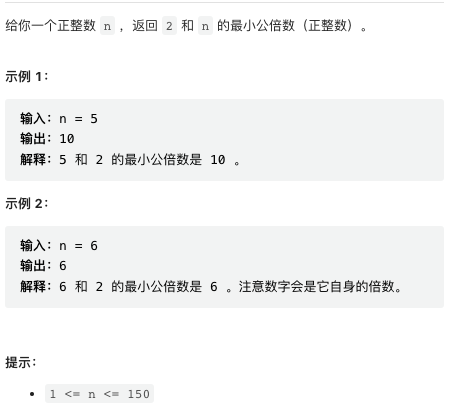 给你一个正整数 n ，返回 2 和 n 的最小公倍数（正整数）。
示例 1：
输入：n = 5
输出：10
解释：5 和 2 的最小公倍数是 10 。
示例 2：
输入：n = 6
输出：6
解释：6 和 2 的最小公倍数是 6 。注意数字会是它自身的倍数。
提示：
• 1 <= n <= 150